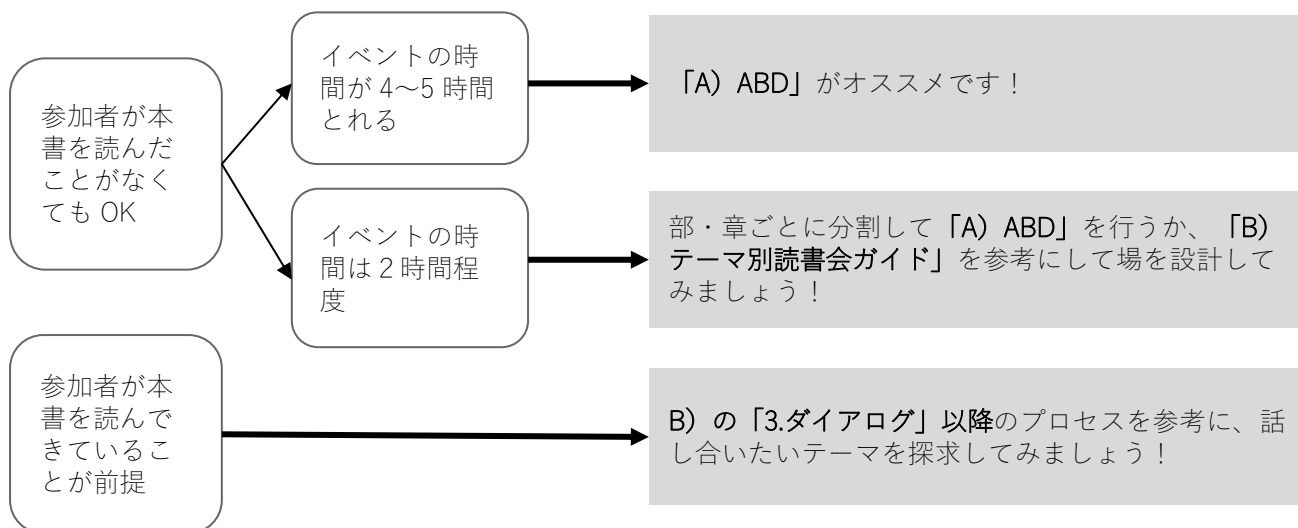 参加者が本
書を読んだ
ことがなく
ても OK
イベントの時
間が 4～5 時間
とれる
「A）ABD」がオススメです！
イベントの時
間は２時間程
度
部・章ごとに分割して「A）ABD」を行うか、「B）
テーマ別読書会ガイド」を参考にして場を設計して
みましょう！
参加者が本
書を読んで
きているこ
とが前提
B）の「3.ダイアログ」以降のプロセスを参考に、話
し合いたいテーマを探求してみましょう！